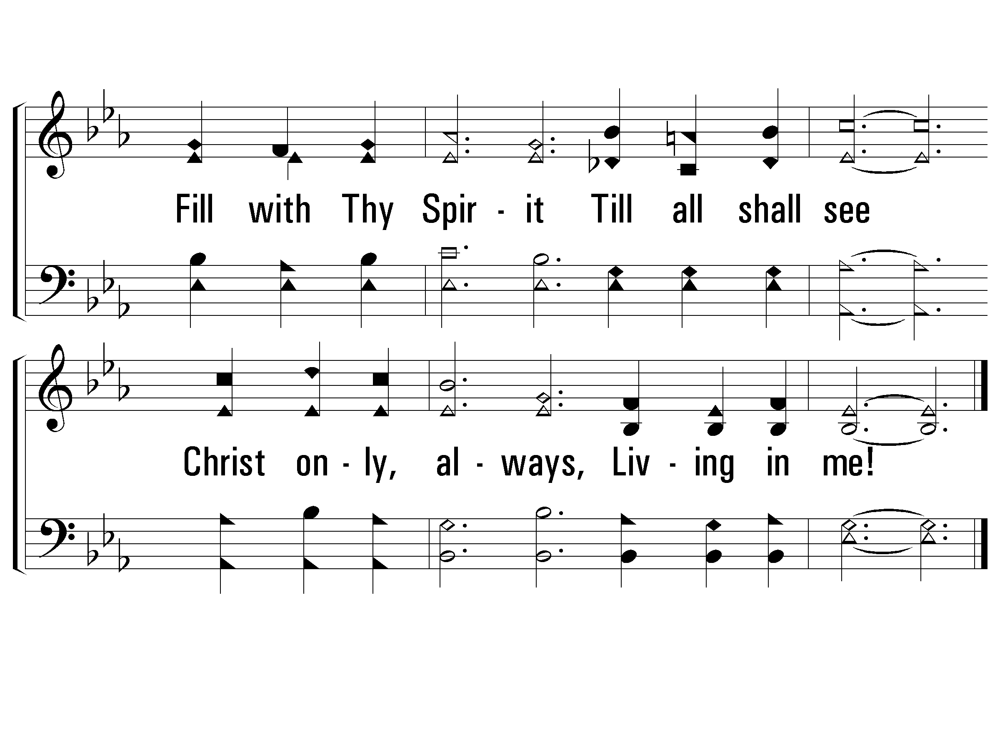 Fill with Thy Spir - it Till all shall see
Christ on - ly, al - ways, Liv - ing in me!